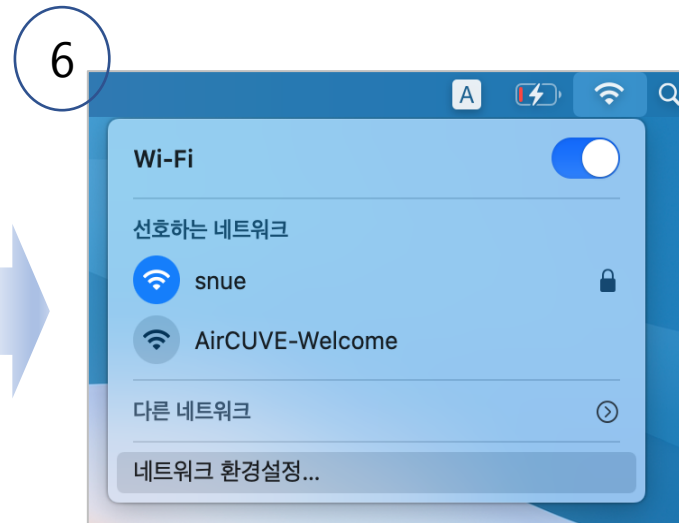 6
A
Wi-Fi
선호하는 네트워크
snue
AirCUVE-Welcome
다른 네트워크
네트워크 환경설정...